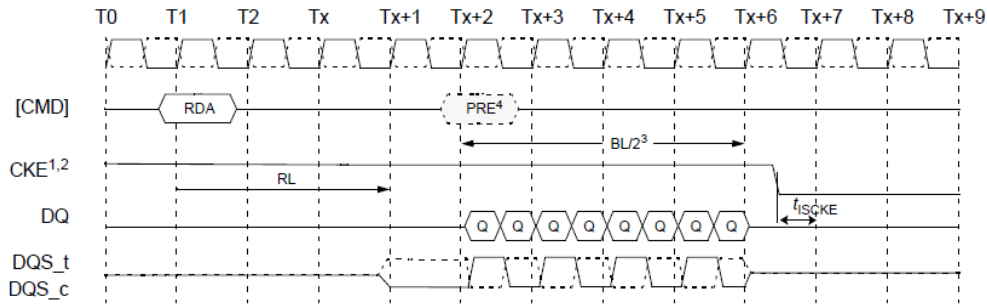 T0 T1 T2 Tx Tx+1 Tx+2 Tx+3 Tx+4 Tx+5 Tx+6 Tx+7 Tx+8 Tx+9
[CMD] RDA PRE4
BL/23
CKE1,2
RL
tISCKE
DQ Q Q Q Q Q Q Q Q
DQS_t
DQS_c